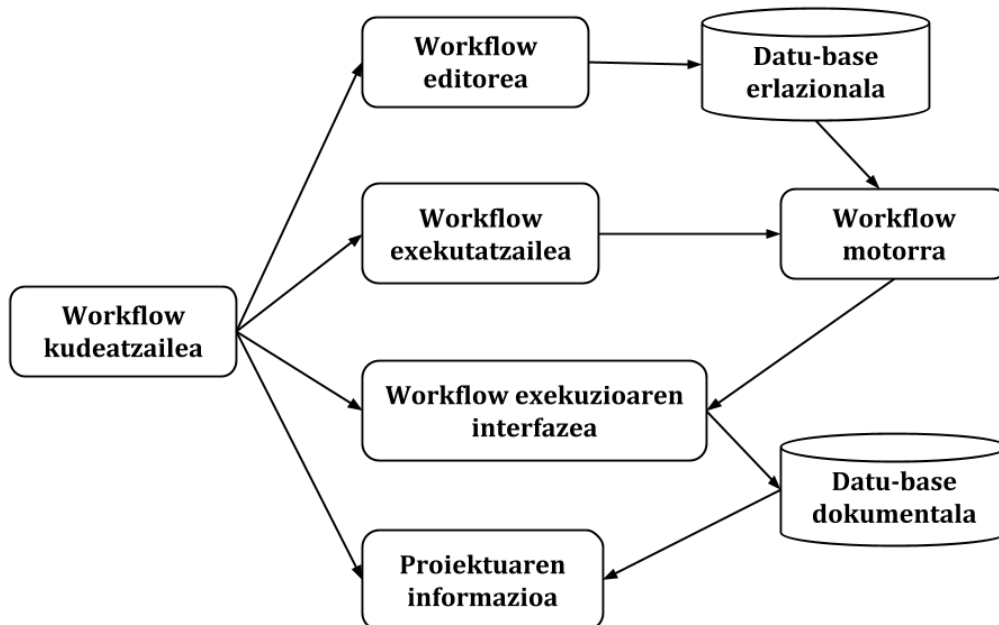 Workflow
editorea
Datu-base
erlazionala
Workflow
exekutatzailea
Workflow
motorra
Workflow
kudeatzailea
Workflow exekuzioaren
interfazea
Datu-base
dokumentala
Proiektuaren
informazioa